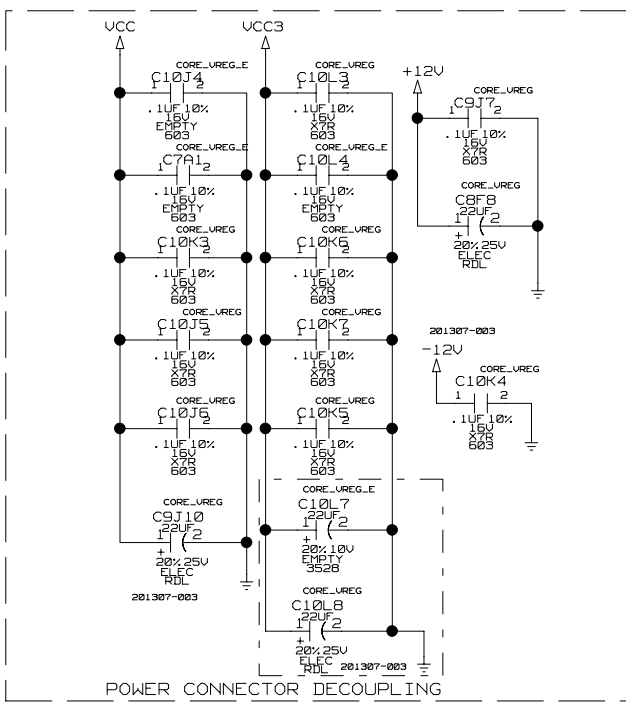 VCC
CORE_VREG_E
C10J4
1 2
.1UF 10%
16V
EMPTY
603
CORE_VREG_E
C7A1
1 2
.1UF 10%
16V
EMPTY
603
CORE_VREG
C10K3
1 2
.1UF 10%
16V
X7R
603
CORE_VREG
C10J5
1 2
.1UF 10%
16V
X7R
603
CORE_VREG
C10J6
1 2
.1UF 10%
16V
X7R
603
CORE_VREG
C9J10
22UF
1 2
+
20% 25V
ELEC
RDL
201307-003
VCC3
CORE_VREG
C10L3
1 2
.1UF 10%
16V
X7R
603
CORE_VREG_E
C10L4
1 2
.1UF 10%
16V
EMPTY
603
CORE_VREG
C10K6
1 2
.1UF 10%
16V
X7R
603
CORE_VREG
C10K7
1 2
.1UF 10%
16V
X7R
603
CORE_VREG
C10K5
1 2
.1UF 10%
16V
X7R
603
CORE_VREG_E
C10L7
22UF
1 2
+
20% 10V
EMPTY
3528
CORE_VREG
C10L8
22UF
1 2
+
20% 25V
ELEC
RDL 201307-003
+12V
CORE_VREG
C9J7
1 2
.1UF 10%
16V
X7R
603
CORE_VREG
C8F8
22UF
1 2
+
20% 25V
ELEC
RDL
201307-003
-12V
CORE_VREG
C10K4
1 2
.1UF 10%
16V
X7R
603
POWER CONNECTOR DECOUPLING